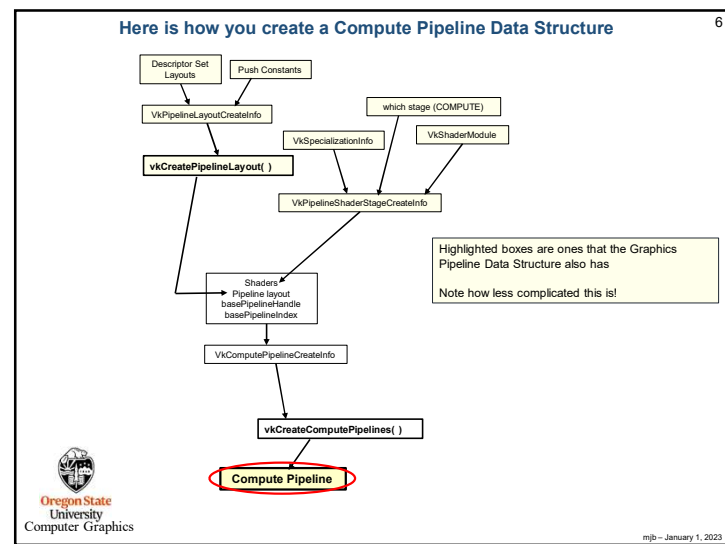 Here is how you create a Compute Pipeline Data Structure
6
Descriptor Set
Layouts
Push Constants
which stage (COMPUTE)
VkPipelineLayoutCreateInfo
VkSpecializationInfo
VkShaderModule
vkCreatePipelineLayout( )
VkPipelineShaderStageCreateInfo
Highlighted boxes are ones that the Graphics
Pipeline Data Structure also has
Note how less complicated this is!
Shaders
Pipeline layout
basePipelineHandle
basePipelineIndex
VkComputePipelineCreateInfo
vkCreateComputePipelines( )
Compute Pipeline
Oregon State
University
Computer Graphics
mjb – January 1, 2023